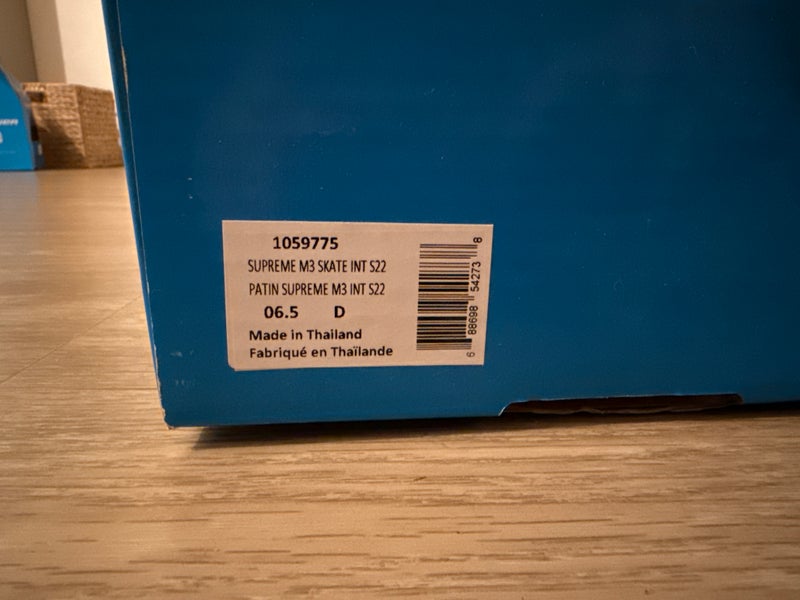 1059775
SUPREME M3 SKATE INT S22
PATIN SUPREME M3 INT S22
06.5 D
Made in Thailand
Fabriqué en Thaïlande
6 88698 54273 8